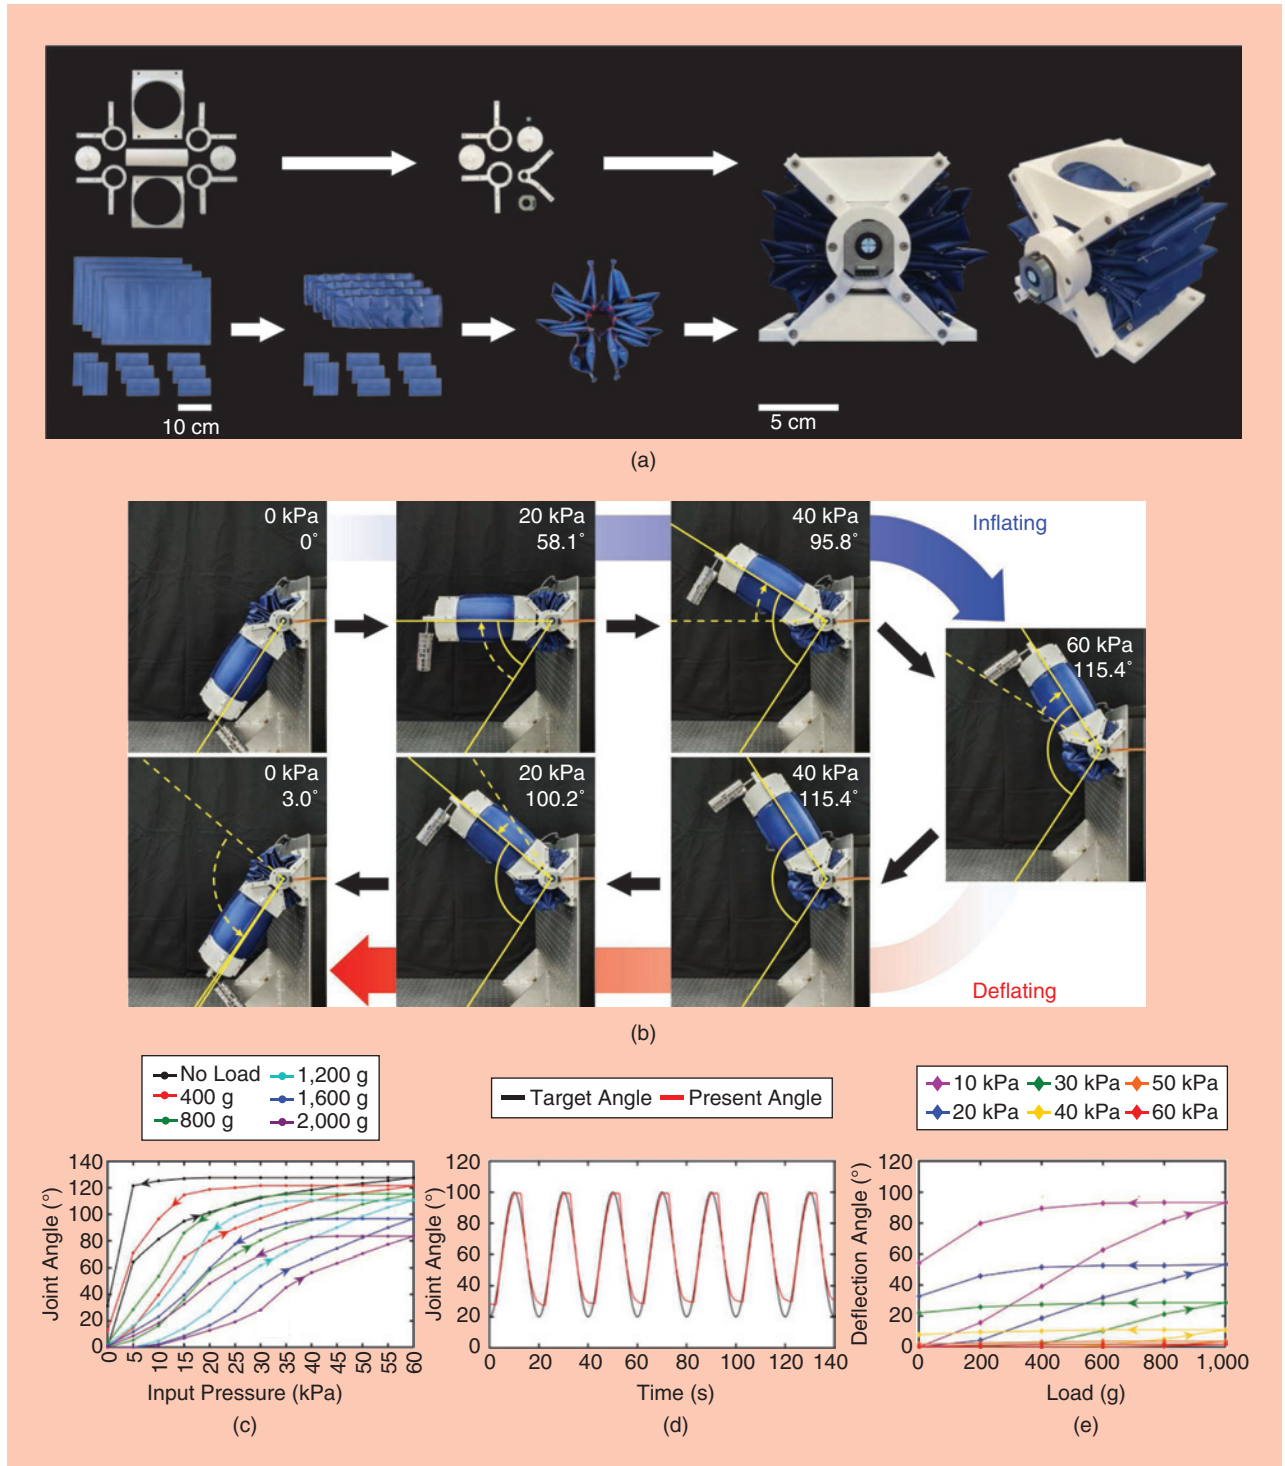 10 cm
5 cm
(a)
0 kPa
0°
20 kPa
58.1°
40 kPa
95.8°
Inflating
60 kPa
115.4°
0 kPa
3.0°
20 kPa
100.2°
40 kPa
115.4°
Deflating
(b)
No Load
400 g
800 g
1,200 g
1,600 g
2,000 g
140
120
100
80
60
40
20
0
Joint Angle (°)
0 5 10 15 20 25 30 35 40 45 50 55 60
Input Pressure (kPa)
(c)
Target Angle Present Angle
120
100
80
60
40
20
0
Joint Angle (°)
0 20 40 60 80 100 120 140
Time (s)
(d)
10 kPa 30 kPa 50 kPa
20 kPa 40 kPa 60 kPa
120
100
80
60
40
20
0
Deflection Angle (°)
0 200 400 600 800 1,000
Load (g)
(e)